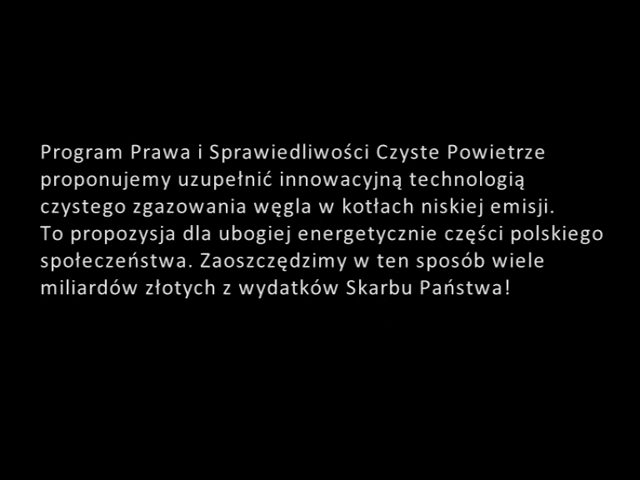 Program Prawa i Sprawiedliwości Czyste Powietrze
proponujemy uzupełnić innowacyjną technologią
czystego zgazowania węgla w kotłach niskiej emisji.
To propozysja dla ubogiej energetycznie części polskiego
społeczeństwa. Zaoszczędzimy w ten sposób wiele
miliardów złotych z wydatków Skarbu Państwa!